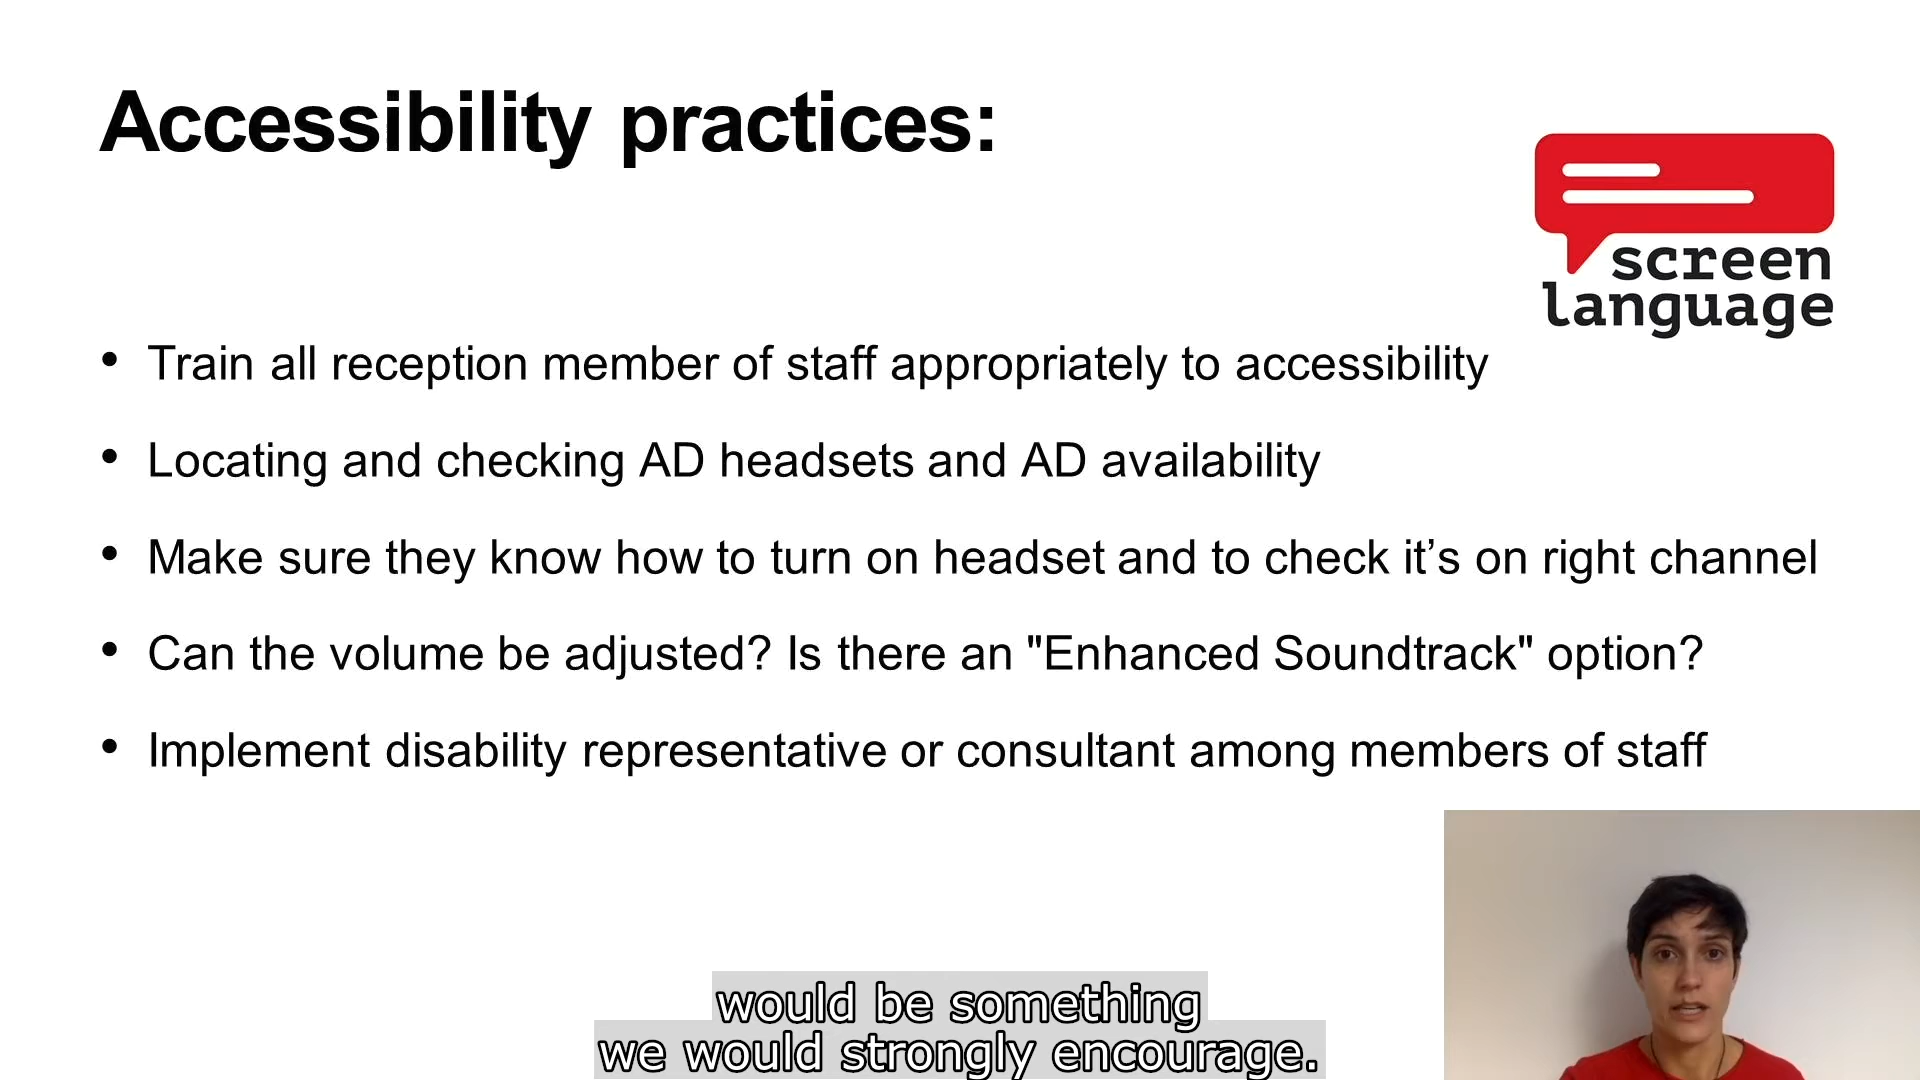 Accessibility practices:
screen
language
• Train all reception member of staff appropriately to accessibility
• Locating and checking AD headsets and AD availability
• Make sure they know how to turn on headset and to check it’s on right channel
• Can the volume be adjusted? Is there an "Enhanced Soundtrack" option?
• Implement disability representative or consultant among members of staff
would be something
we would strongly encourage.